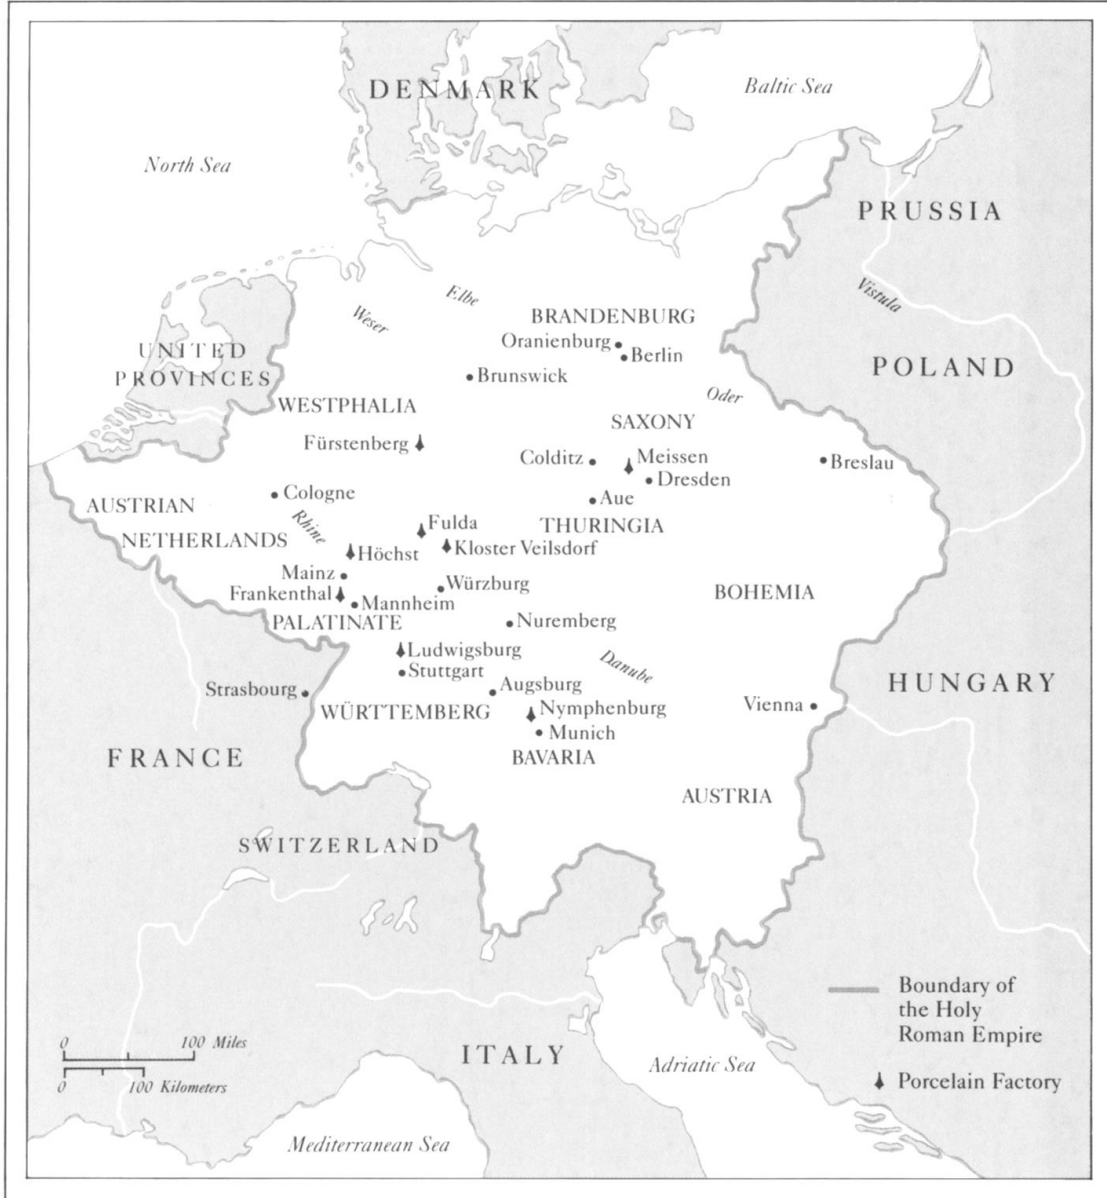 DENMARK
Baltic Sea
North Sea
PRUSSIA
Vistula
Elbe
Weser
BRANDENBURG
Oranienburg
Berlin
UNITED
PROVINCES
POLAND
Brunswick
Oder
WESTPHALIA
SAXONY
Fürstenberg
Colditz
Meissen
Breslau
Dresden
Cologne
Aue
AUSTRIAN
NETHERLANDS
Rhine
Fulda
THURINGIA
Höchst
Kloster Veilsdorf
Mainz
Würzburg
BOHEMIA
Frankenthal
Mannheim
PALATINATE
Nuremberg
Ludwigsburg
Stuttgart
Danube
HUNGARY
Strasbourg
Augsburg
WÜRTTEMBERG
Nymphenburg
Vienna
Munich
FRANCE
BAVARIA
AUSTRIA
SWITZERLAND
Boundary of
the Holy
Roman Empire
0 100 Miles
0 100 Kilometers
ITALY
Adriatic Sea
Porcelain Factory
Mediterranean Sea